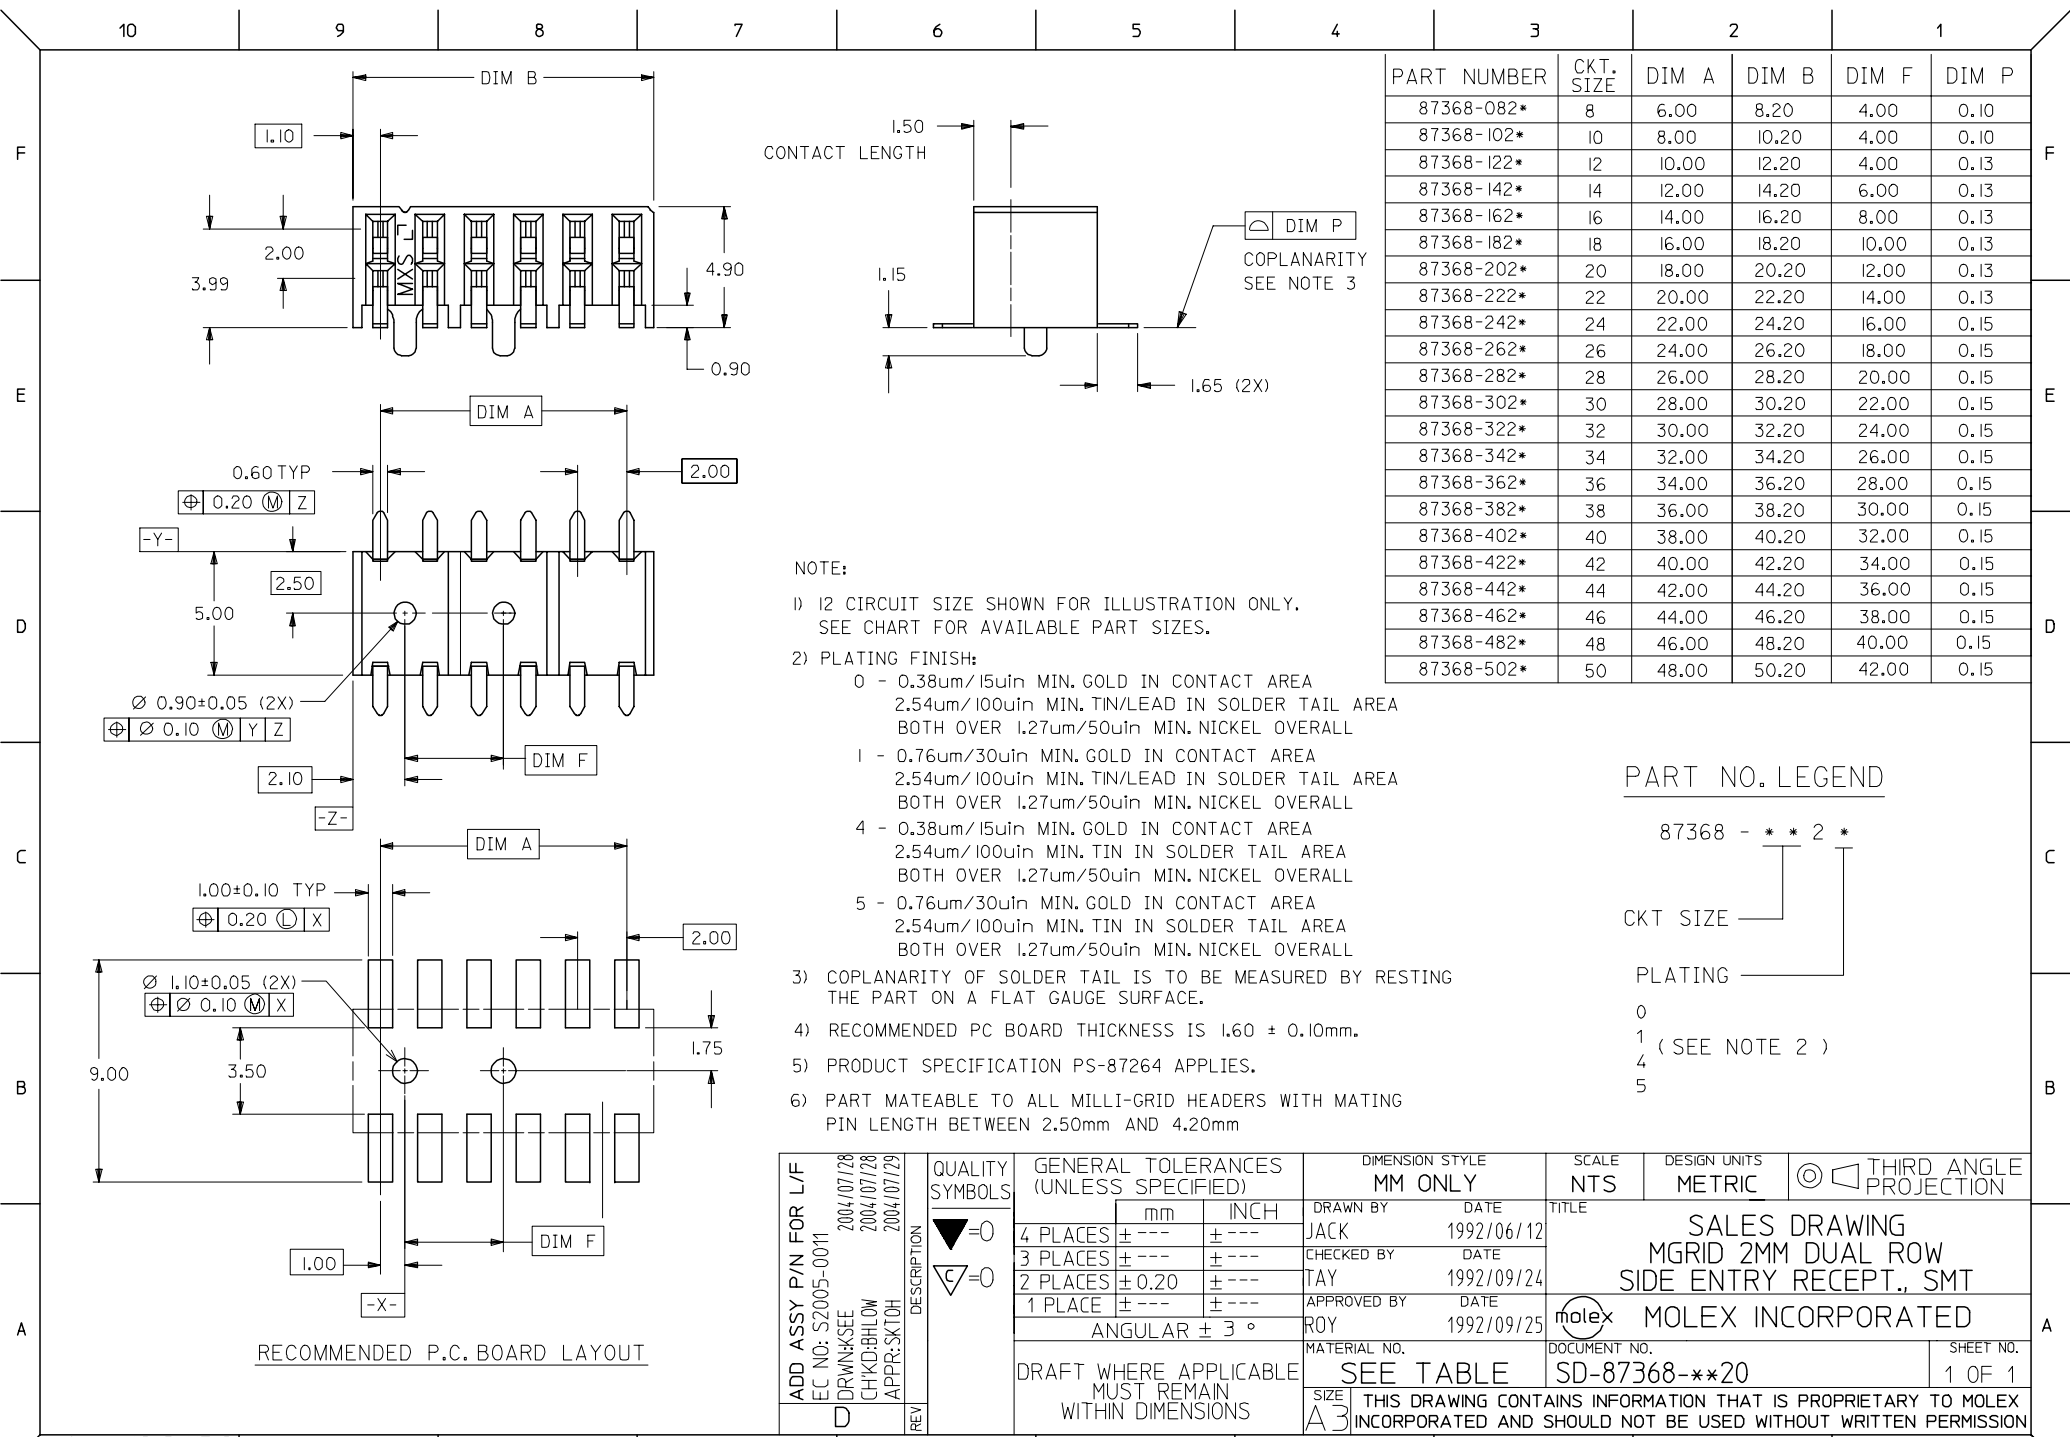 10 9 8 7 6 5 4 3 2 1
F
E
D
C
B
A
F
E
D
C
B
A
DIM B
1.10
2.00
3.99
4.90
0.90
MXS
1.50
CONTACT LENGTH
1.15
DIM P
COPLANARITY
SEE NOTE 3
1.65 (2X)
DIM A
0.60 TYP
⌖ 0.20 Ⓜ Z
2.00
-Y-
2.50
5.00
Ø 0.90±0.05 (2X)
⌖ Ø 0.10 Ⓜ Y Z
DIM F
2.10
-Z-
DIM A
1.00±0.10 TYP
⌖ 0.20 Ⓛ X
2.00
Ø 1.10±0.05 (2X)
⌖ Ø 0.10 Ⓜ X
1.75
9.00
3.50
DIM F
1.00
-X-
RECOMMENDED P.C. BOARD LAYOUT
PART NUMBER CKT. SIZE DIM A DIM B DIM F DIM P
87368-082* 8 6.00 8.20 4.00 0.10
87368-102* 10 8.00 10.20 4.00 0.10
87368-122* 12 10.00 12.20 4.00 0.13
87368-142* 14 12.00 14.20 6.00 0.13
87368-162* 16 14.00 16.20 8.00 0.13
87368-182* 18 16.00 18.20 10.00 0.13
87368-202* 20 18.00 20.20 12.00 0.13
87368-222* 22 20.00 22.20 14.00 0.13
87368-242* 24 22.00 24.20 16.00 0.15
87368-262* 26 24.00 26.20 18.00 0.15
87368-282* 28 26.00 28.20 20.00 0.15
87368-302* 30 28.00 30.20 22.00 0.15
87368-322* 32 30.00 32.20 24.00 0.15
87368-342* 34 32.00 34.20 26.00 0.15
87368-362* 36 34.00 36.20 28.00 0.15
87368-382* 38 36.00 38.20 30.00 0.15
87368-402* 40 38.00 40.20 32.00 0.15
87368-422* 42 40.00 42.20 34.00 0.15
87368-442* 44 42.00 44.20 36.00 0.15
87368-462* 46 44.00 46.20 38.00 0.15
87368-482* 48 46.00 48.20 40.00 0.15
87368-502* 50 48.00 50.20 42.00 0.15
NOTE:
1) 12 CIRCUIT SIZE SHOWN FOR ILLUSTRATION ONLY.
SEE CHART FOR AVAILABLE PART SIZES.
2) PLATING FINISH:
0 - 0.38um/15uin MIN. GOLD IN CONTACT AREA
2.54um/100uin MIN. TIN/LEAD IN SOLDER TAIL AREA
BOTH OVER 1.27um/50uin MIN. NICKEL OVERALL
1 - 0.76um/30uin MIN. GOLD IN CONTACT AREA
2.54um/100uin MIN. TIN/LEAD IN SOLDER TAIL AREA
BOTH OVER 1.27um/50uin MIN. NICKEL OVERALL
4 - 0.38um/15uin MIN. GOLD IN CONTACT AREA
2.54um/100uin MIN. TIN IN SOLDER TAIL AREA
BOTH OVER 1.27um/50uin MIN. NICKEL OVERALL
5 - 0.76um/30uin MIN. GOLD IN CONTACT AREA
2.54um/100uin MIN. TIN IN SOLDER TAIL AREA
BOTH OVER 1.27um/50uin MIN. NICKEL OVERALL
3) COPLANARITY OF SOLDER TAIL IS TO BE MEASURED BY RESTING
THE PART ON A FLAT GAUGE SURFACE.
4) RECOMMENDED PC BOARD THICKNESS IS 1.60 ± 0.10mm.
5) PRODUCT SPECIFICATION PS-87264 APPLIES.
6) PART MATEABLE TO ALL MILLI-GRID HEADERS WITH MATING
PIN LENGTH BETWEEN 2.50mm AND 4.20mm
PART NO. LEGEND
87368 - * * 2 *
CKT SIZE
PLATING
0
1
4
5
( SEE NOTE 2 )
ADD ASSY P/N FOR L/F
EC NO: S2005-0011
DRWN:KSEE 2004/07/28
CH'KD:BHLOW 2004/07/28
APPR:SKTOH 2004/07/29
DESCRIPTION
D
REV
QUALITY
SYMBOLS
=0
C =0
GENERAL TOLERANCES
(UNLESS SPECIFIED)
mm INCH
4 PLACES ± --- ± ---
3 PLACES ± --- ± ---
2 PLACES ± 0.20 ± ---
1 PLACE ± --- ± ---
ANGULAR ± 3 °
DRAFT WHERE APPLICABLE
MUST REMAIN
WITHIN DIMENSIONS
DIMENSION STYLE
MM ONLY
SCALE
NTS
DESIGN UNITS
METRIC
THIRD ANGLE
PROJECTION
DRAWN BY DATE
JACK 1992/06/12
CHECKED BY DATE
TAY 1992/09/24
APPROVED BY DATE
ROY 1992/09/25
TITLE
SALES DRAWING
MGRID 2MM DUAL ROW
SIDE ENTRY RECEPT., SMT
molex MOLEX INCORPORATED
MATERIAL NO.
SEE TABLE
DOCUMENT NO.
SD-87368-**20
SHEET NO.
1 OF 1
SIZE
A3
THIS DRAWING CONTAINS INFORMATION THAT IS PROPRIETARY TO MOLEX
INCORPORATED AND SHOULD NOT BE USED WITHOUT WRITTEN PERMISSION